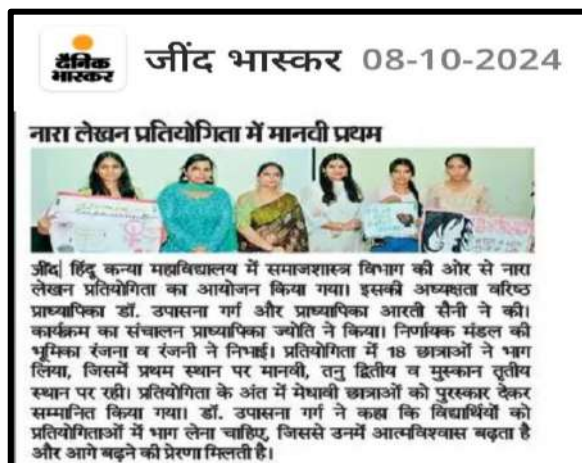 दैनिक
भास्कर
जींद भास्कर 08-10-2024
नारा लेखन प्रतियोगिता में मानवी प्रथम
जींद| हिंदू कन्या महाविद्यालय में समाजशास्त्र विभाग की ओर से नारा
लेखन प्रतियोगिता का आयोजन किया गया। इसकी अध्यक्षता वरिष्ठ
प्राध्यापिका डॉ. उपासना गर्ग और प्राध्यापिका आरती सैनी ने की।
कार्यक्रम का संचालन प्राध्यापिका ज्योति ने किया। निर्णायक मंडल की
भूमिका रंजना व रंजनी ने निभाई। प्रतियोगिता में 18 छात्राओं ने भाग
लिया, जिसमें प्रथम स्थान पर मानवी, तनु द्वितीय व मुस्कान तृतीय
स्थान पर रही। प्रतियोगिता के अंत में मेधावी छात्राओं को पुरस्कार देकर
सम्मानित किया गया। डॉ. उपासना गर्ग ने कहा कि विद्यार्थियों को
प्रतियोगिताओं में भाग लेना चाहिए, जिससे उनमें आत्मविश्वास बढ़ता है
और आगे बढ़ने की प्रेरणा मिलती है।